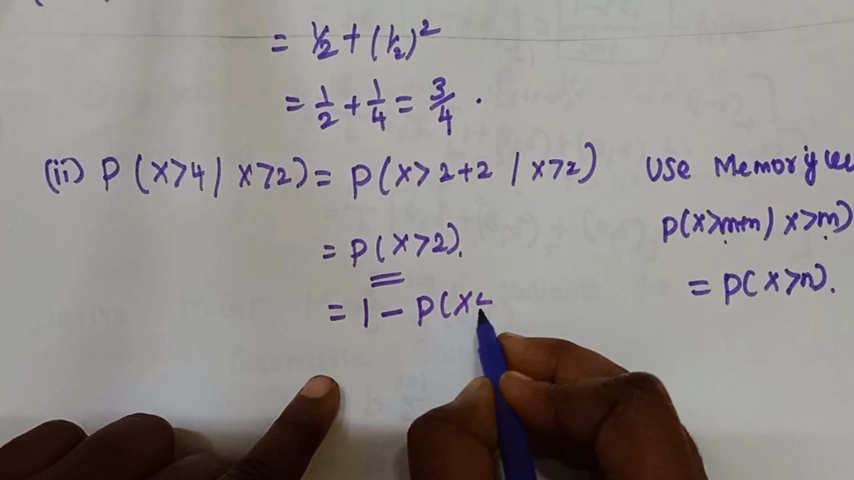 = 1/2 + (1/2)²
= 1/2 + 1/4 = 3/4 .
(ii) P(X>4 | X>2) = P(X>2+2 | X>2) Use
P(X>m+n | X>m)
= P(X>2).
= P(X>n).
= 1 - P(X≤